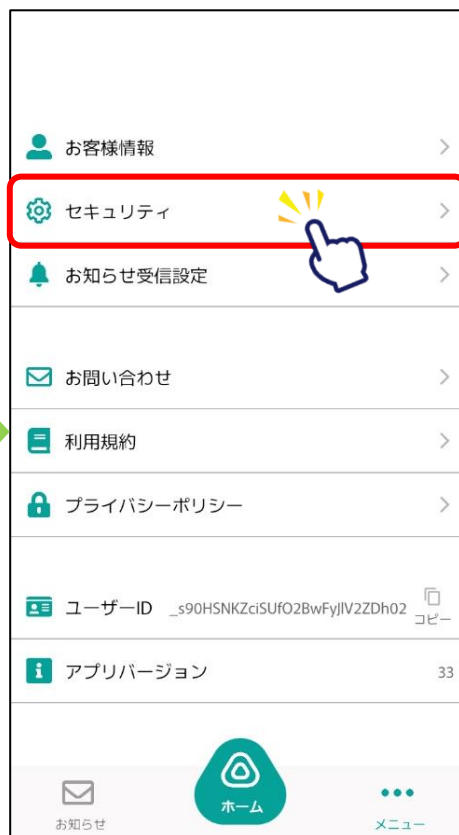 お客様情報
セキュリティ
お知らせ受信設定
お問い合わせ
利用規約
プライバシーポリシー
ユーザーID _s90HSNKZciSUfO2BwFyJlV2ZDh02 コピー
アプリバージョン 33
お知らせ ホーム メニュー